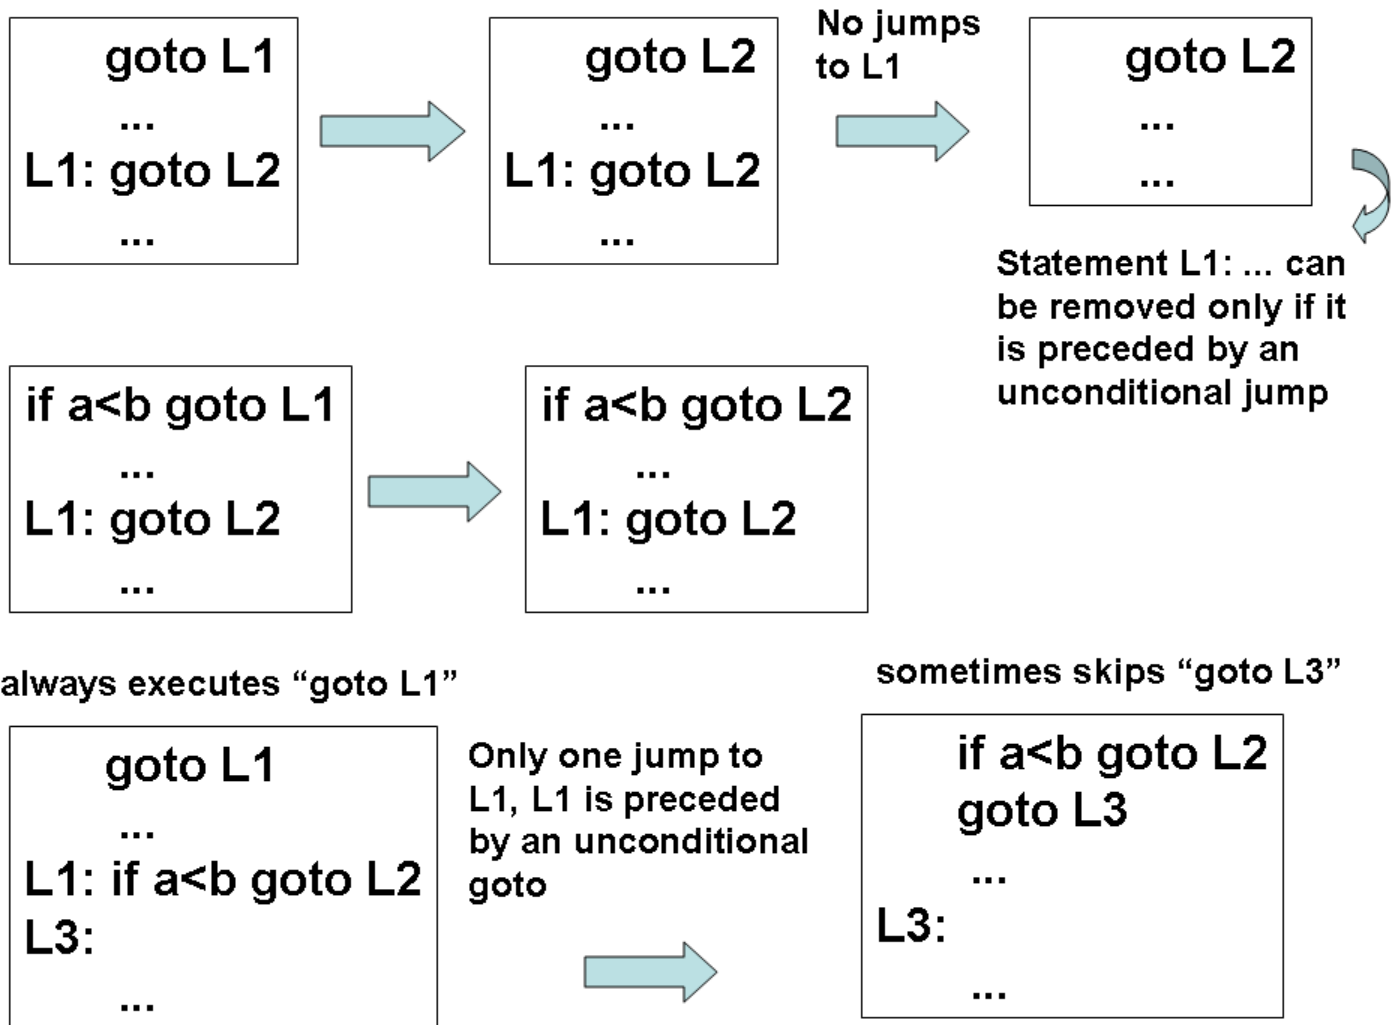 goto L1
...
L1: goto L2
...
goto L2
...
L1: goto L2
...
No jumps
to L1
goto L2
...
...
Statement L1: ... can
be removed only if it
is preceded by an
unconditional jump
if a<b goto L1
...
L1: goto L2
...
if a<b goto L2
...
L1: goto L2
...
always executes “goto L1”
goto L1
...
L1: if a<b goto L2
L3:
...
Only one jump to
L1, L1 is preceded
by an unconditional
goto
sometimes skips “goto L3”
if a<b goto L2
goto L3
...
L3:
...